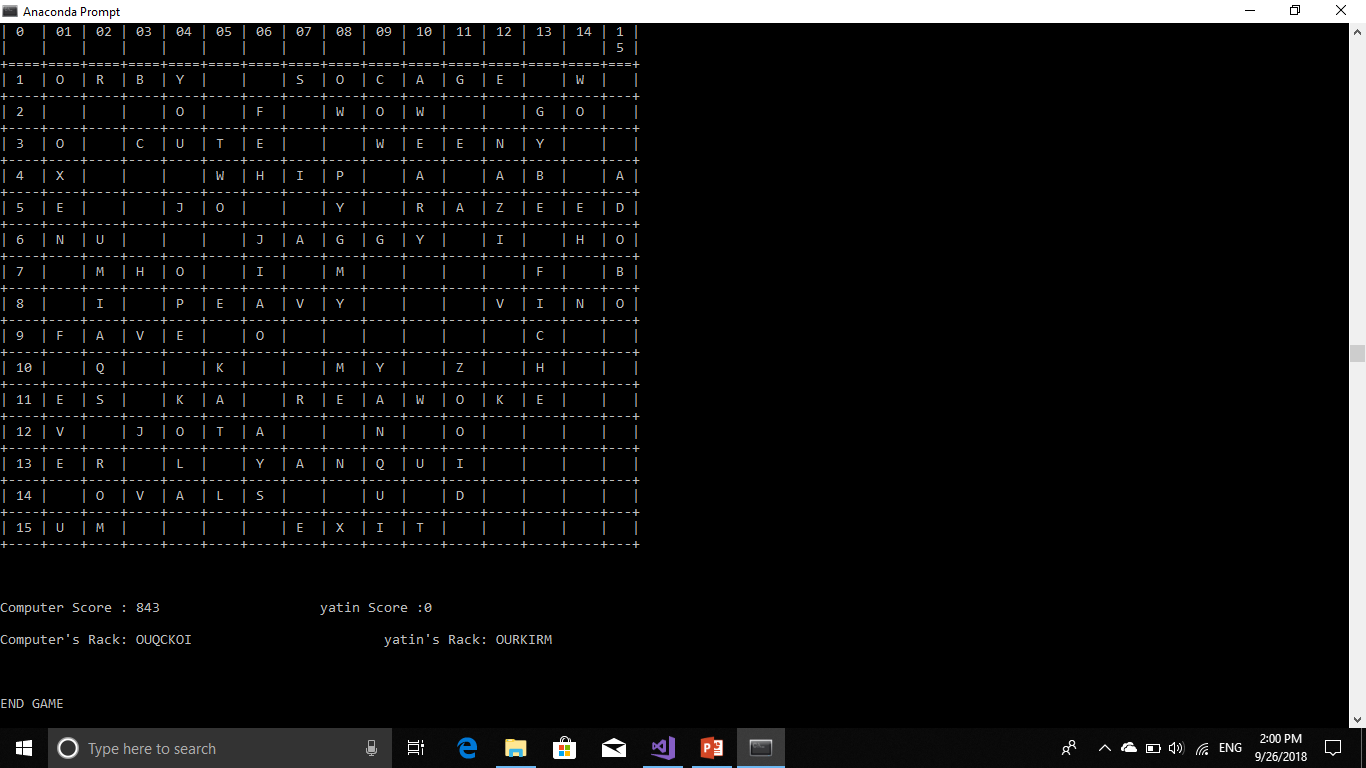 Anaconda Prompt
| 0 | 01 | 02 | 03 | 04 | 05 | 06 | 07 | 08 | 09 | 10 | 11 | 12 | 13 | 14 | 1 |
| | | | | | | | | | | | | | | | 5 |
| 1 | O | R | B | Y | | | S | O | C | A | G | E | | W | |
| 2 | | | | O | | F | | W | O | W | | | G | O | |
| 3 | O | | C | U | T | E | | | W | E | E | N | Y | | |
| 4 | X | | | | W | H | I | P | | A | | A | B | | A |
| 5 | E | | | J | O | | | Y | | R | A | Z | E | E | D |
| 6 | N | U | | | | J | A | G | G | Y | | I | | H | O |
| 7 | | M | H | O | | I | | M | | | | | F | | B |
| 8 | | I | | P | E | A | V | Y | | | | V | I | N | O |
| 9 | F | A | V | E | | O | | | | | | | C | | |
| 10 | | Q | | | K | | | M | Y | | Z | | H | | |
| 11 | E | S | | K | A | | R | E | A | W | O | K | E | | |
| 12 | V | | J | O | T | A | | | N | | O | | | | |
| 13 | E | R | | L | | Y | A | N | Q | U | I | | | | |
| 14 | | O | V | A | L | S | | | U | | D | | | | |
| 15 | U | M | | | | | E | X | I | T | | | | | |
Computer Score : 843 yatin Score :0
Computer's Rack: OUQCKOI yatin's Rack: OURKIRM
END GAME
Type here to search
ENG
2:00 PM
9/26/2018